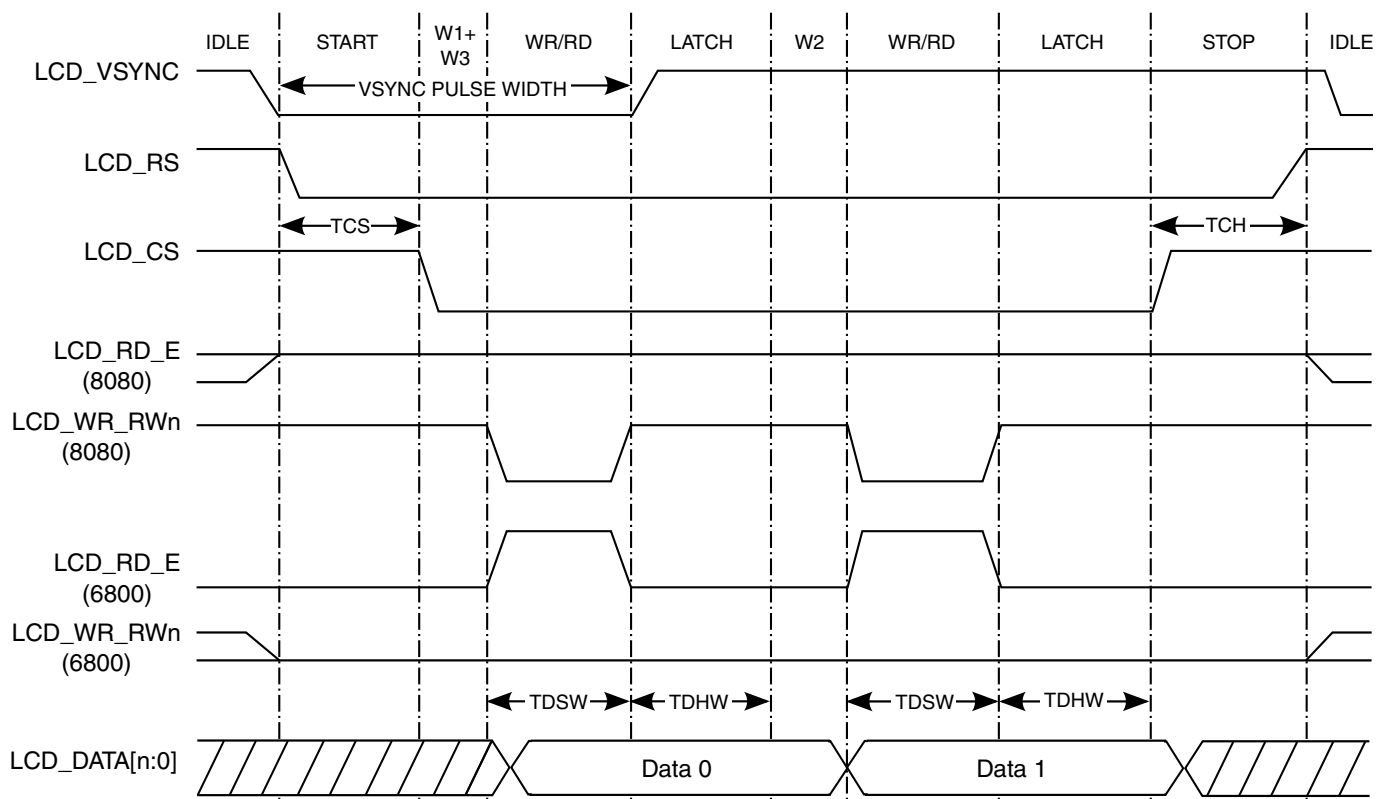 IDLE START W1+ WR/RD LATCH W2 WR/RD LATCH STOP IDLE
W3
LCD_VSYNC
VSYNC PULSE WIDTH
LCD_RS
TCS TCH
LCD_CS
LCD_RD_E
(8080)
LCD_WR_RWn
(8080)
LCD_RD_E
(6800)
LCD_WR_RWn
(6800)
TDSW TDHW TDSW TDHW
LCD_DATA[n:0] Data 0 Data 1